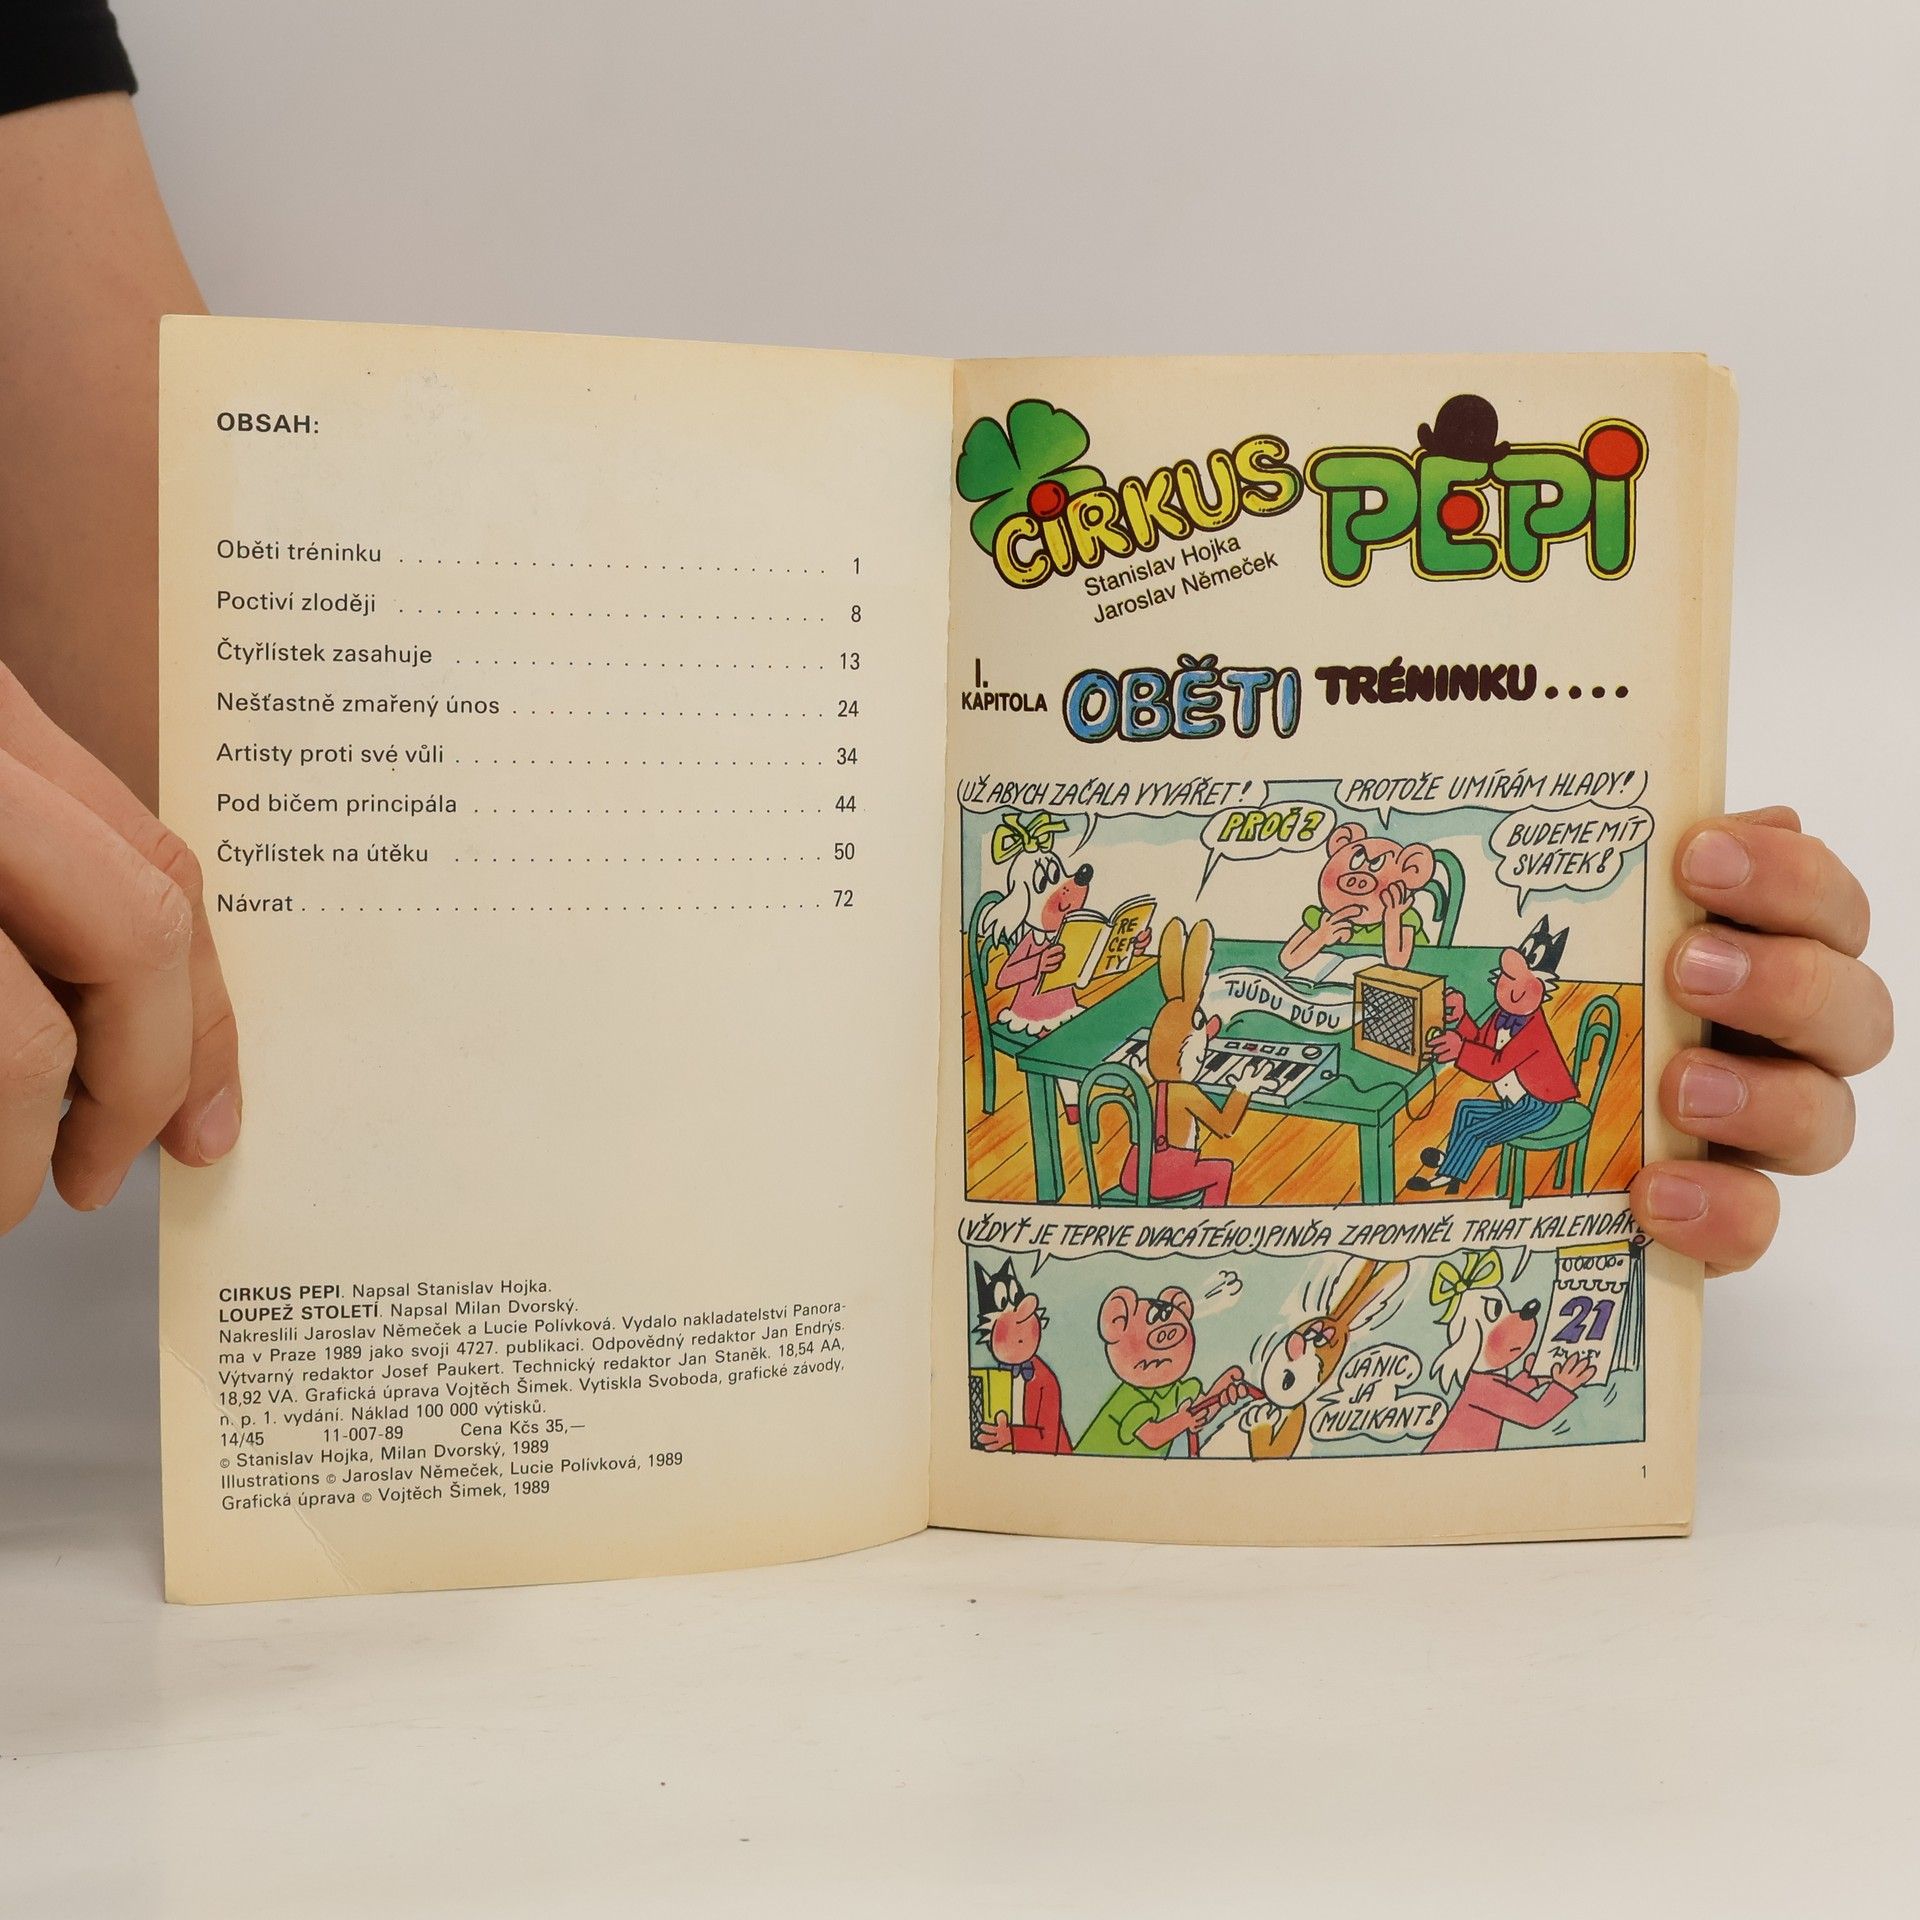 OBSAH:
Oběti tréninku . . . . . . . . . . . . . . . . . . . . . . . . 1
Poctiví zloději . . . . . . . . . . . . . . . . . . . . . . . . 8
Čtyřlístek zasahuje . . . . . . . . . . . . . . . . . . . . . 13
Nešťastně zmařený únos . . . . . . . . . . . . . . . . . . 24
Artisty proti své vůli . . . . . . . . . . . . . . . . . . . . . 34
Pod bičem principála . . . . . . . . . . . . . . . . . . . . 44
Čtyřlístek na útěku . . . . . . . . . . . . . . . . . . . . . 50
Návrat . . . . . . . . . . . . . . . . . . . . . . . . . . . . 72
CIRKUS PEPI. Napsal Stanislav Hojka.
LOUPEŽ STOLETÍ. Napsal Milan Dvorský.
Nakreslili Jaroslav Němeček a Lucie Polívková. Vydalo nakladatelství Panora-
ma v Praze 1989 jako svoji 4727. publikaci. Odpovědný redaktor Jan Endrýs.
Výtvarný redaktor Josef Paukert. Technický redaktor Jan Staněk. 18,54 AA,
18,92 VA. Grafická úprava Vojtěch Šimek. Vytiskla Svoboda, grafické závody,
n. p. 1. vydání. Náklad 100 000 výtisků.
14/45 11-007-89 Cena Kčs 35,—
© Stanislav Hojka, Milan Dvorský, 1989
Illustrations © Jaroslav Němeček, Lucie Polívková, 1989
Grafická úprava © Vojtěch Šimek, 1989
CIRKUS PEPI
Stanislav Hojka
Jaroslav Němeček
I.
KAPITOLA OBĚTI TRÉNINKU....
UŽ ABYCH ZAČALA VYVÁŘET!
PROČ?
PROTOŽE UMÍRÁM HLADY!
BUDEME MÍT
SVÁTEK!
RE
CEP
TY
TJÚDU DÚDU
VŽDYŤ JE TEPRVE DVACÁTÉHO!
PINĎA ZAPOMNĚL TRHAT KALENDÁŘ!
JÁ NIC,
JÁ
MUZIKANT!
21
1